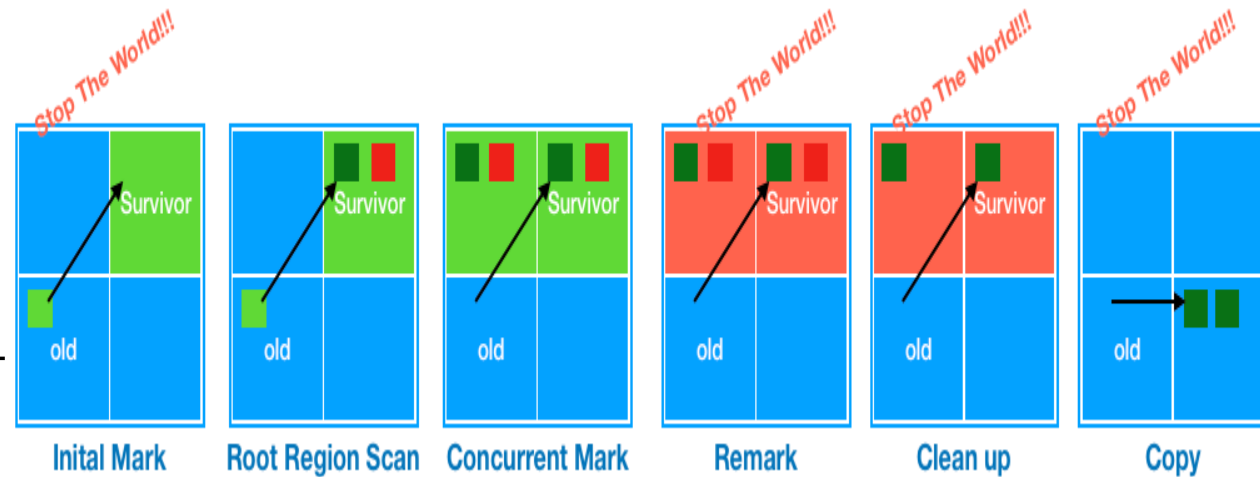 Stop The World!!!
Stop The World!!!
Stop The World!!!
Stop The World!!!
Survivor
Survivor
Survivor
Survivor
Survivor
old
old
old
old
old
old
Inital Mark
Root Region Scan
Concurrent Mark
Remark
Clean up
Copy